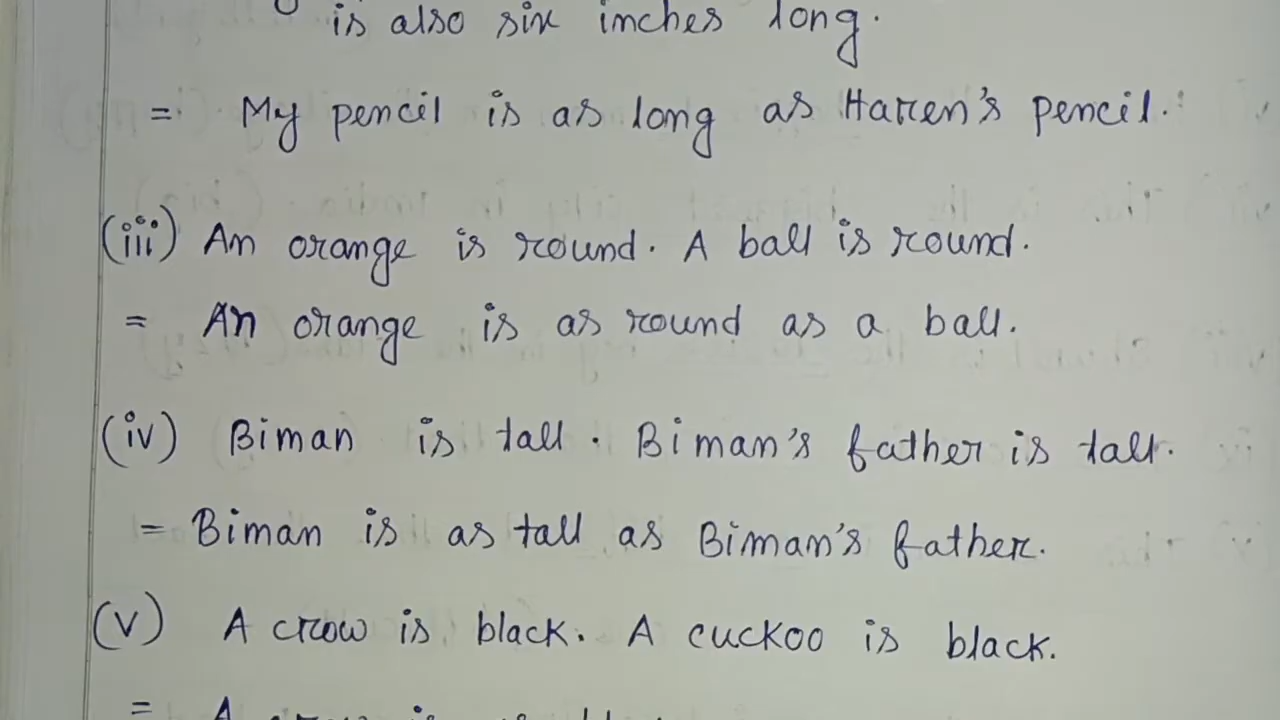 is also six inches long.
= My pencil is as long as Haren's pencil.
(iii) An orange is round. A ball is round.
= An orange is as round as a ball.
(iv) Biman is tall. Biman's father is tall.
= Biman is as tall as Biman's father.
(v) A crow is black. A cuckoo is black.
= A